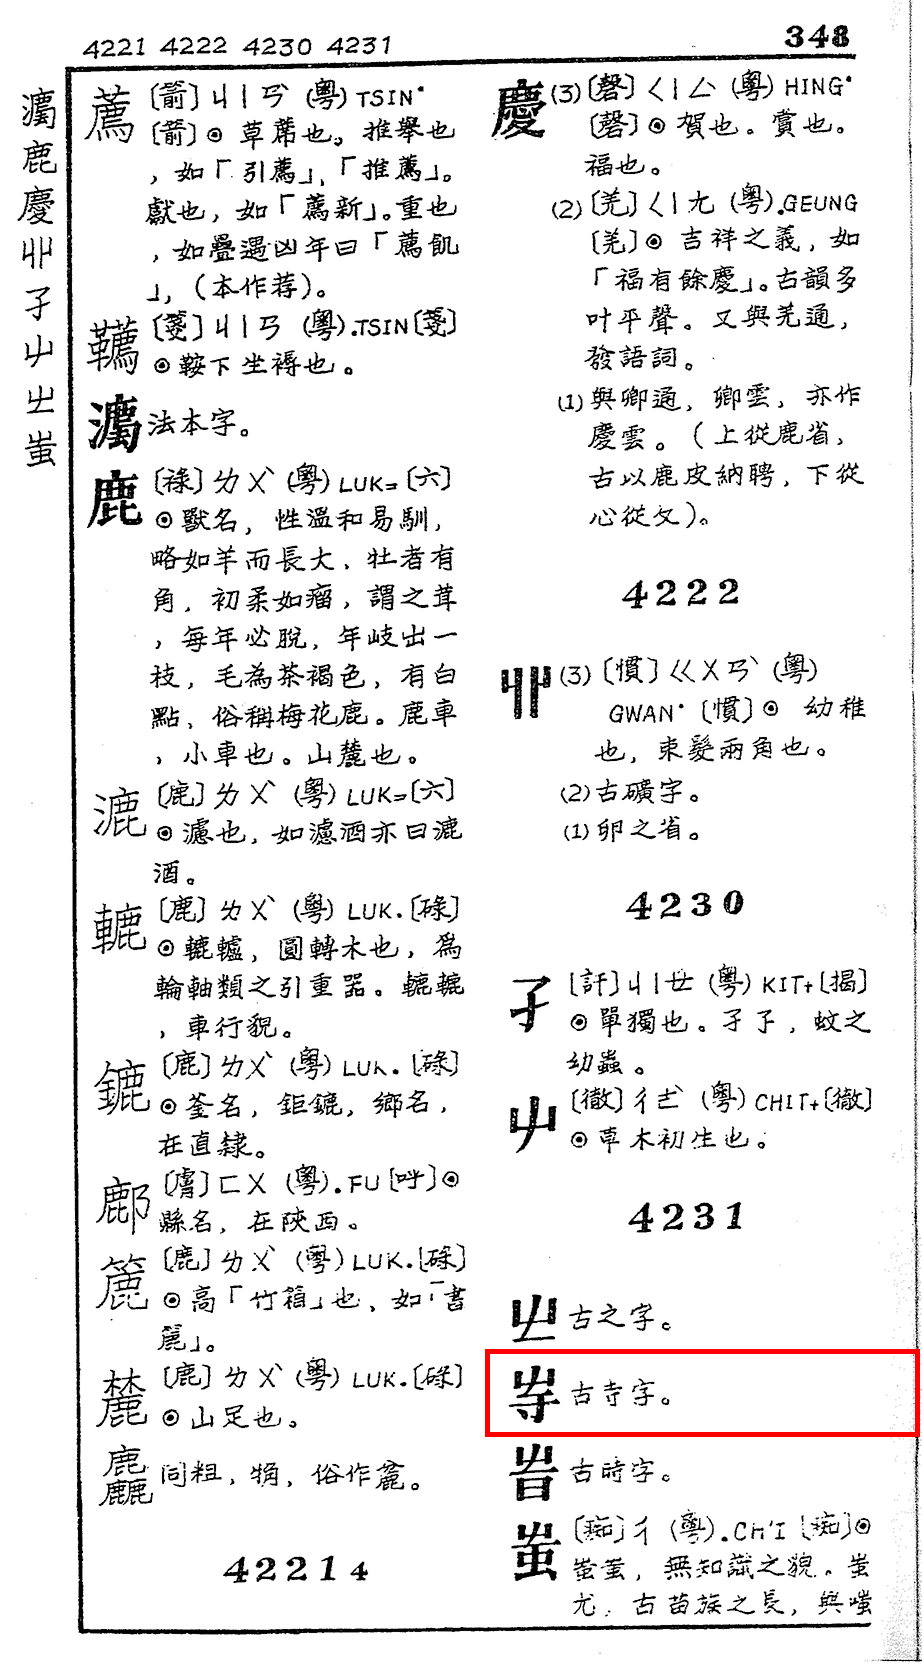 4221 4222 4230 4231
348
灋
鹿
慶
丱
孑
屮
㞢
蚩
薦
〔箭〕ㄐㄧㄢˋ (粵) TSIN•
〔箭〕⊙ 草蓆也。推舉也
，如「引薦」、「推薦」。
獻也，如「薦新」。重也
，如疊遇凶年曰「薦飢
」，（本作荐）。
韉
〔箋〕ㄐㄧㄢ (粵).TSIN〔箋〕
⊙鞍下坐褥也。
灋
法本字。
鹿
〔祿〕ㄌㄨˋ (粵) LUK=〔六〕
⊙獸名，性溫和易馴，
略如羊而長大，牡者有
角，初柔如瘤，謂之茸
，每年必脫，年岐出一
枝，毛為茶褐色，有白
點，俗稱梅花鹿。鹿車
，小車也。山麓也。
漉
〔鹿〕ㄌㄨˋ (粵) LUK=〔六〕
⊙濾也，如濾酒亦曰漉
酒。
轆
〔鹿〕ㄌㄨˋ (粵) LUK.〔碌〕
⊙轆轤，圓轉木也，爲
輪軸類之引重器。轆轆
，車行貌。
鏕
〔鹿〕ㄌㄨˋ (粵) LUK.〔碌〕
⊙釜名，鉅鏕，鄉名，
在直隸。
鄜
〔膚〕ㄈㄨ (粵).FU〔呼〕⊙
縣名，在陝西。
簏
〔鹿〕ㄌㄨˋ (粵) LUK.〔碌〕
⊙高「竹箱」也，如「書
簏」。
麓
〔鹿〕ㄌㄨˋ (粵) LUK.〔碌〕
⊙山足也。
麤
同粗，觕，俗作麄。
42214
慶
(3)〔磬〕ㄑㄧㄥˋ (粵) HING•
〔磬〕⊙賀也。賞也。
福也。
(2)〔羌〕ㄑㄧㄤ (粵).GEUNG
〔羌〕⊙ 吉祥之義，如
「福有餘慶」。古韻多
叶平聲。又與羌通，
發語詞。
(1)與卿通，卿雲，亦作
慶雲。（上從鹿省，
古以鹿皮納聘，下從
心從夊）。
4222
丱
(3)〔慣〕ㄍㄨㄢˋ (粵)
GWAN•〔慣〕⊙ 幼稚
也，束髮兩角也。
(2)古礦字。
(1)卵之省。
4230
孑
〔訐〕ㄐㄧㄝ (粵) KIT+〔揭〕
⊙單獨也。孑孑，蚊之
幼蟲。
屮
〔徹〕ㄔㄜˋ (粵) CHIT+〔徹〕
⊙草木初生也。
4231
㞢
古之字。
㞢寸
古寺字。
旹
古時字。
蚩
〔痴〕ㄔ (粵).CH'I〔痴〕⊙
蚩蚩，無知識之貌。蚩
尤，古苗族之長，與嗤